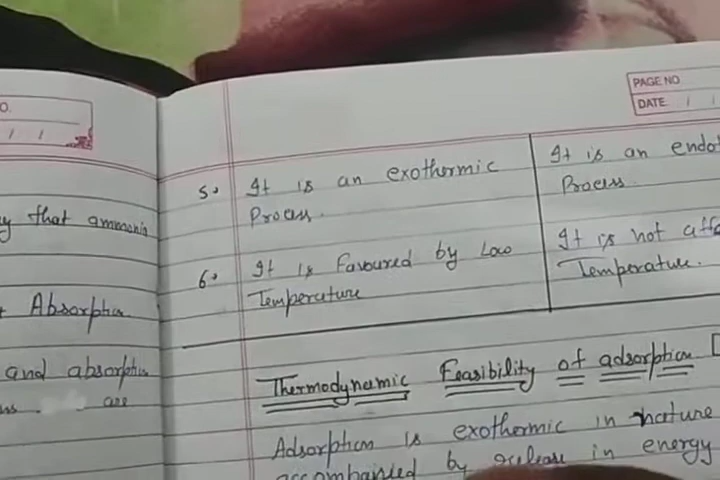 O.
/ /
that ammonia
Absorption
and absorption
are
PAGE NO
DATE / /
5. It is an exothermic
Process.
It is an endo
Process.
6. It is Favoured by Low
Temperature
It is not affe
Temperature.
Thermodynamic Feasibility of adsorption [
Adsorption is exothermic in nature
accompanied by release in energy